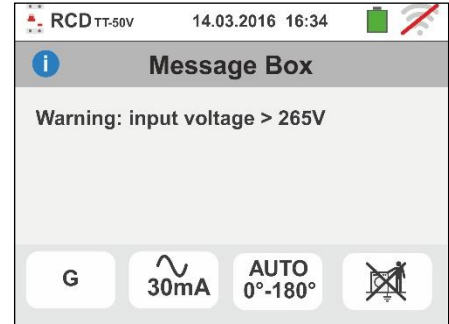 RCD TT-50V 14.03.2016 16:34
i Message Box
Warning: input voltage > 265V
G 30mA AUTO
0°-180°